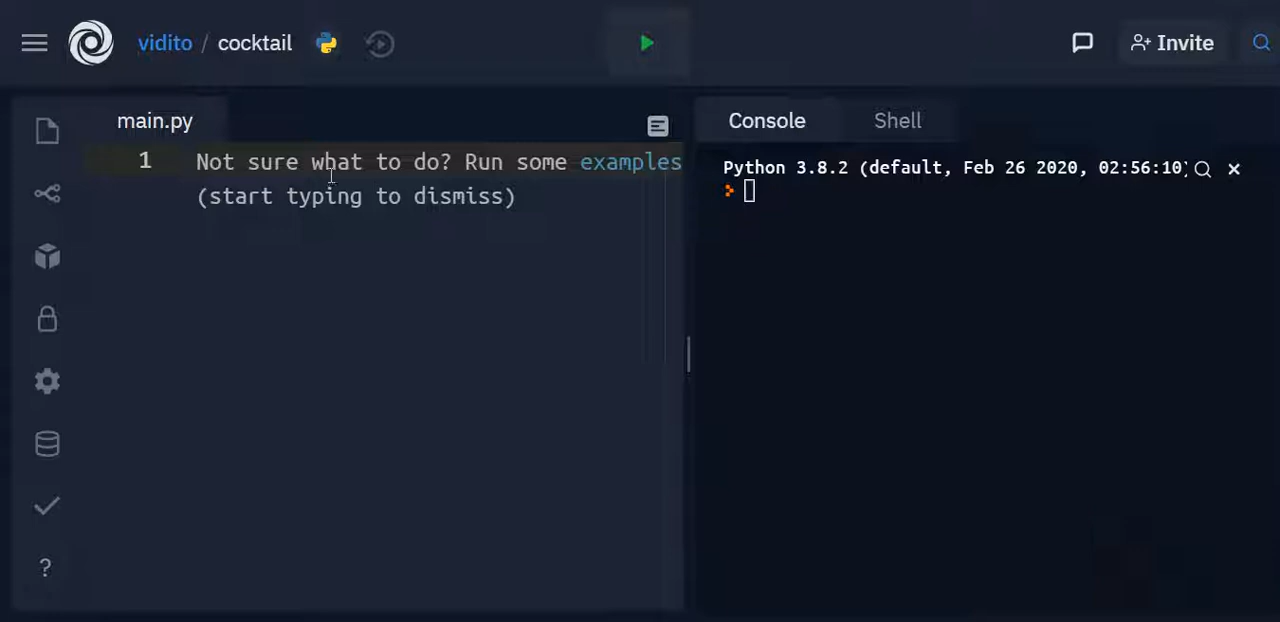 vidito / cocktail
Invite
main.py
Console
Shell
1 Not sure what to do? Run some examples
(start typing to dismiss)
Python 3.8.2 (default, Feb 26 2020, 02:56:10)
?